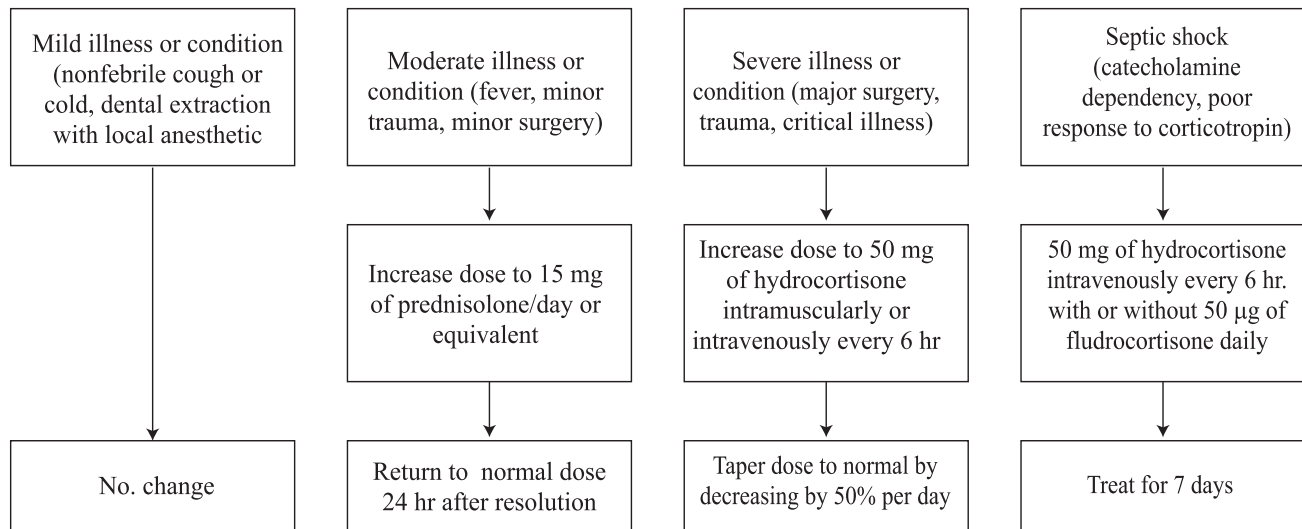 Mild illness or condition
(nonfebrile cough or
cold, dental extraction
with local anesthetic
Moderate illness or
condition (fever, minor
trauma, minor surgery)
Severe illness or
condition (major surgery,
trauma, critical illness)
Septic shock
(catecholamine
dependency, poor
response to corticotropin)
Increase dose to 15 mg
of prednisolone/day or
equivalent
Increase dose to 50 mg
of hydrocortisone
intramuscularly or
intravenously every 6 hr
50 mg of hydrocortisone
intravenously every 6 hr.
with or without 50 µg of
fludrocortisone daily
No. change
Return to normal dose
24 hr after resolution
Taper dose to normal by
decreasing by 50% per day
Treat for 7 days